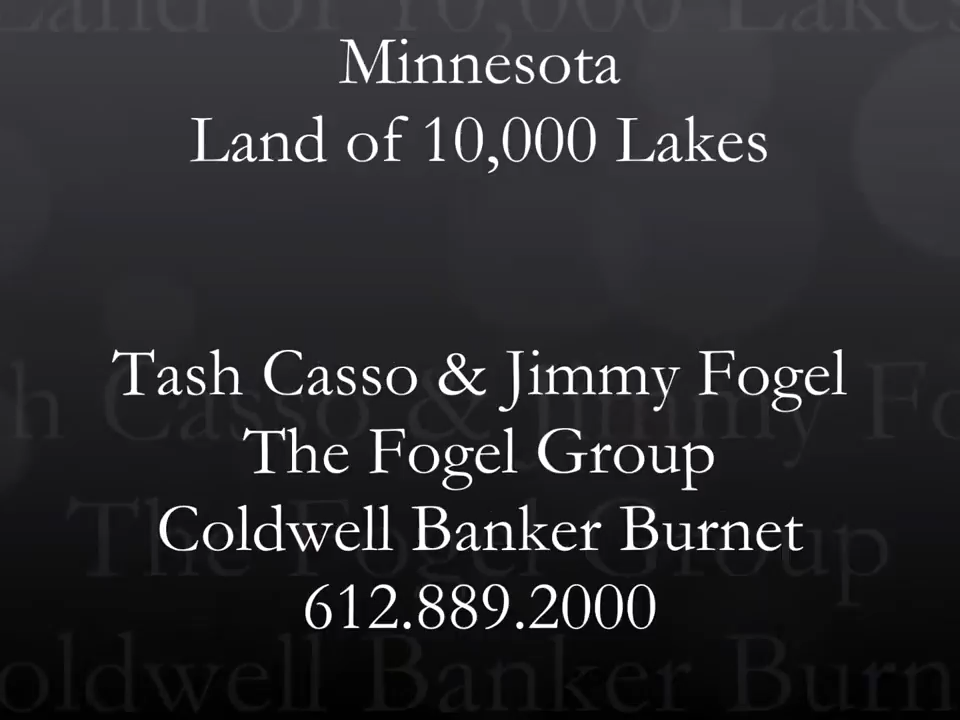 Minnesota
Land of 10,000 Lakes
Tash Casso & Jimmy Fogel
The Fogel Group
Coldwell Banker Burnet
612.889.2000